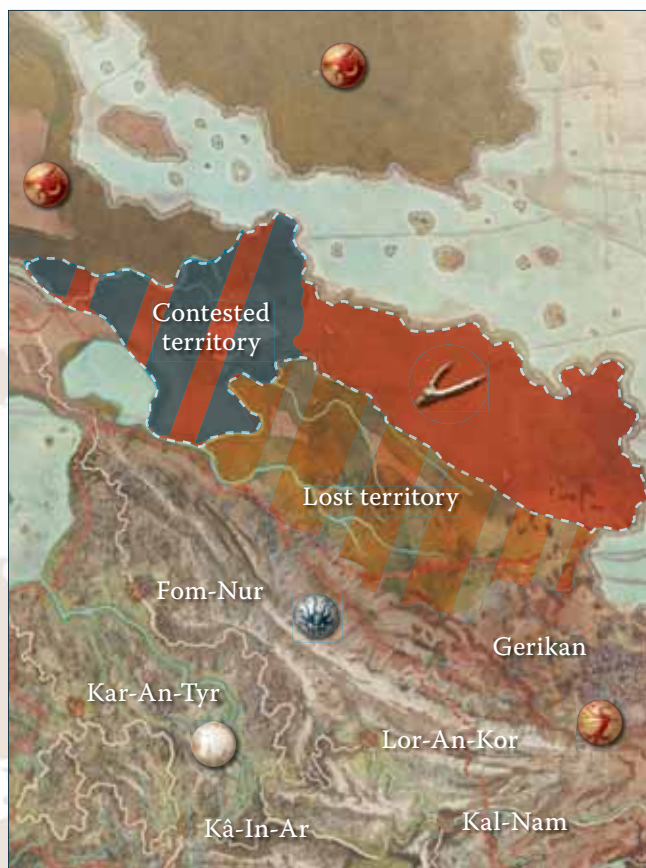 Contested
territory
Lost territory
Fom-Nur
Gerikan
Kar-An-Tyr
Lor-An-Kor
Kâ-In-Ar
Kal-Nam